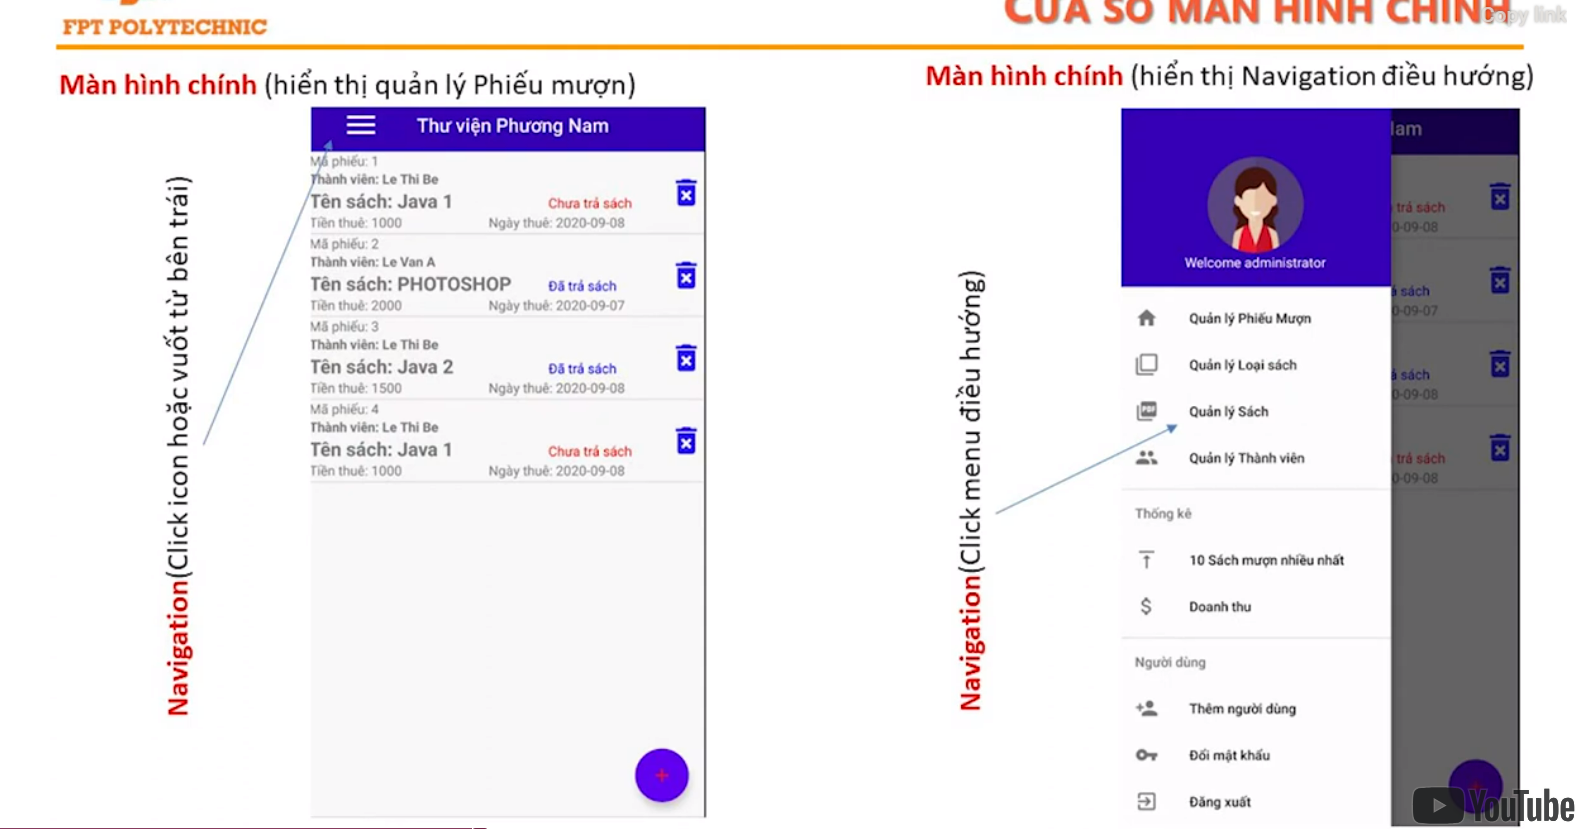 FPT POLYTECHNIC
CỬA SỔ MÀN HÌNH CHÍNH
Copy link
Màn hình chính (hiển thị quản lý Phiếu mượn)
Navigation(Click icon hoặc vuốt từ bên trái)
Thư viện Phương Nam
Mã phiếu: 1
Thành viên: Le Thi Be
Tên sách: Java 1
Chưa trả sách
Tiền thuê: 1000
Ngày thuê: 2020-09-08
Mã phiếu: 2
Thành viên: Le Van A
Tên sách: PHOTOSHOP
Đã trả sách
Tiền thuê: 2000
Ngày thuê: 2020-09-07
Mã phiếu: 3
Thành viên: Le Thi Be
Tên sách: Java 2
Đã trả sách
Tiền thuê: 1500
Ngày thuê: 2020-09-08
Mã phiếu: 4
Thành viên: Le Thi Be
Tên sách: Java 1
Chưa trả sách
Tiền thuê: 1000
Ngày thuê: 2020-09-08
+
Màn hình chính (hiển thị Navigation điều hướng)
Navigation(Click menu điều hướng)
Nam
Welcome administrator
Quản lý Phiếu Mượn
Quản lý Loại sách
PDF
Quản lý Sách
Quản lý Thành viên
Thống kê
10 Sách mượn nhiều nhất
$
Doanh thu
Người dùng
Thêm người dùng
Đổi mật khẩu
Đăng xuất
trả sách
0-09-08
sách
0-09-07
sách
0-09-08
trả sách
0-09-08
YouTube